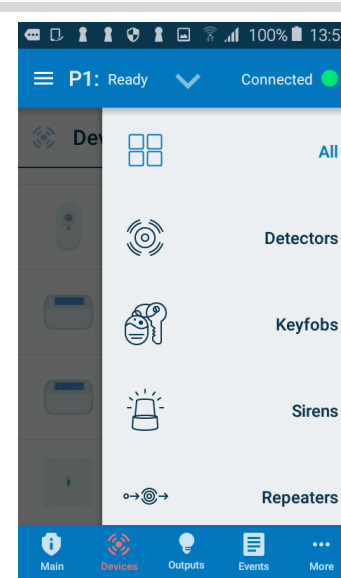 100% 13:5
P1: Ready Connected
Dev
All
Detectors
Keyfobs
Sirens
Repeaters
Main Devices Outputs Events More